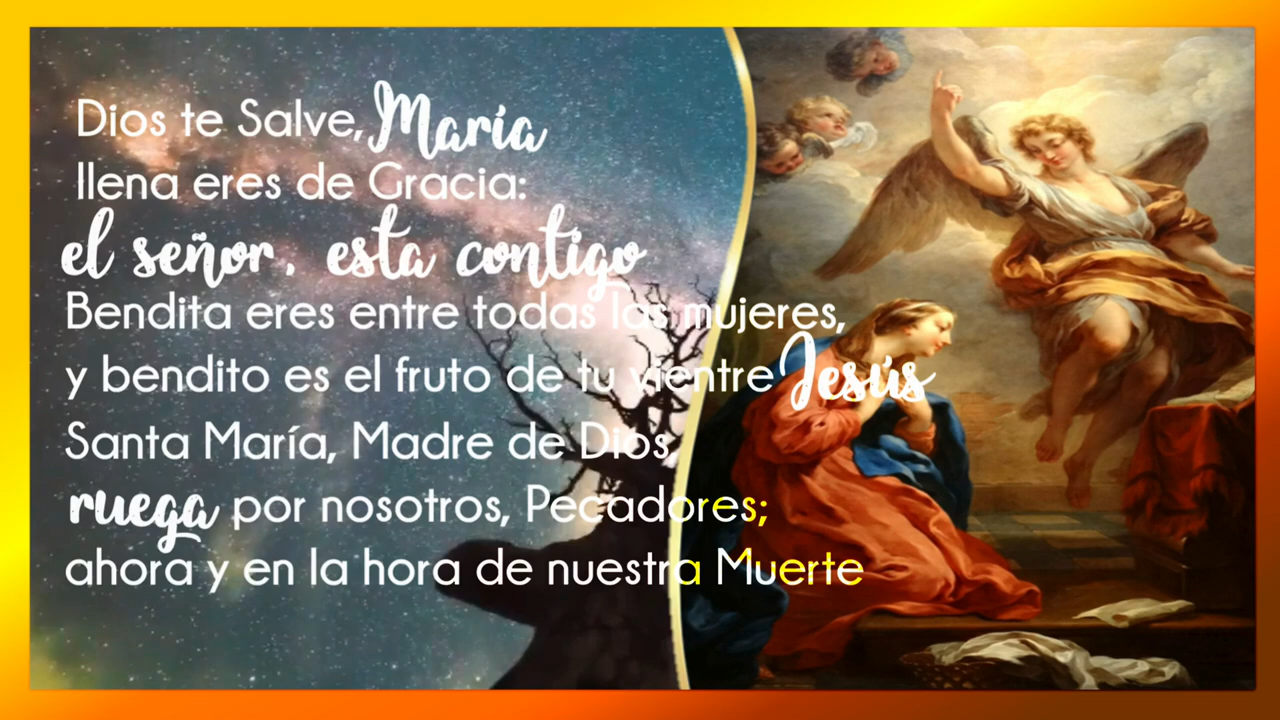 Dios te Salve, María
llena eres de Gracia:
el señor, esta contigo
Bendita eres entre todas las mujeres,
y bendito es el fruto de tu vientre Jesús
Santa María, Madre de Dios,
ruega por nosotros, Pecadores;
ahora y en la hora de nuestra Muerte